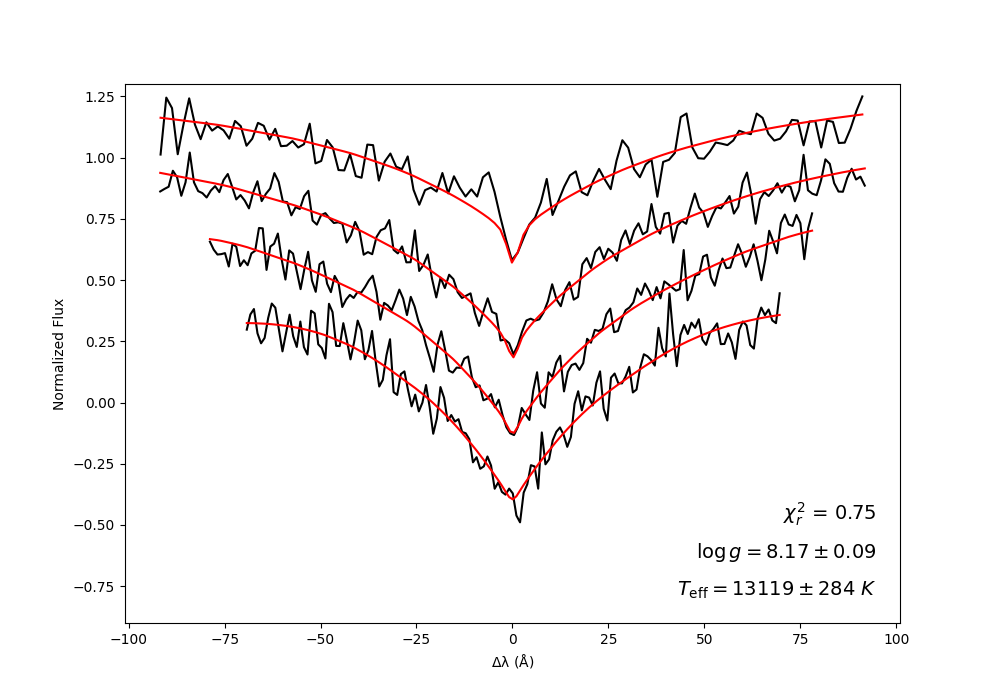 1.25
1.00
0.75
0.50
0.25
0.00
−0.25
−0.50
−0.75
Normalized Flux
χ²ᵣ = 0.75
log g = 8.17 ± 0.09
T_eff = 13119 ± 284 K
−100 −75 −50 −25 0 25 50 75 100
Δλ (Å)